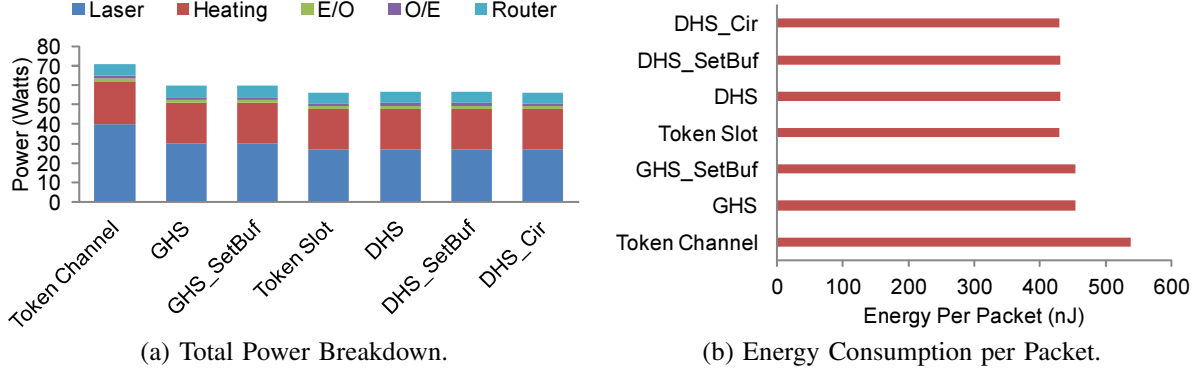 Laser Heating E/O O/E Router
80
70
60
50
40
30
20
10
0
Power (Watts)
Token Channel
GHS
GHS_SetBuf
Token Slot
DHS
DHS_SetBuf
DHS_Cir
(a) Total Power Breakdown.
DHS_Cir
DHS_SetBuf
DHS
Token Slot
GHS_SetBuf
GHS
Token Channel
0 100 200 300 400 500 600
Energy Per Packet (nJ)
(b) Energy Consumption per Packet.